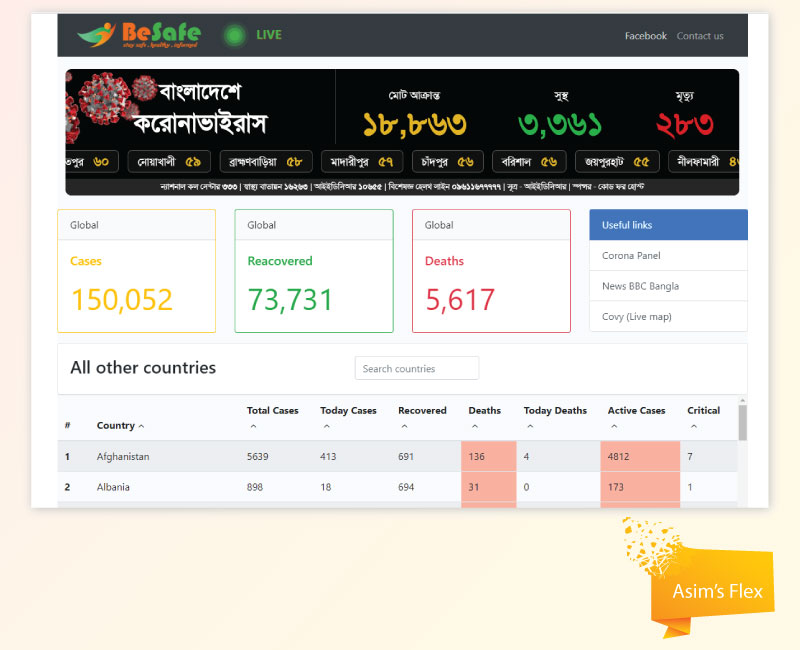 BeSafe
stay safe, healthy, informed
LIVE
Facebook
Contact us
বাংলাদেশে
করোনাভাইরাস
মোট আক্রান্ত
১৮,৮৬৩
সুস্থ
৩,৩৬১
মৃত্যু
২৮৩
তপুর ৬০
নোয়াখালী ৫৯
ব্রাহ্মণবাড়িয়া ৫৮
মাদারীপুর ৫৭
চাঁদপুর ৫৬
বরিশাল ৫৬
জয়পুরহাট ৫৫
নীলফামারী
ন্যাশনাল কল সেন্টার ৩৩৩ | স্বাস্থ্য বাতায়ন ১৬২৬৩ | আইইডিসিআর ১০৬৫৫ | বিশেষজ্ঞ হেলথ লাইন ০৯৬১১৬৭৭৭৭৭ | সূত্র - আইইডিসিআর | স্পন্সর - কোড ফর হোস্ট
Global
Cases
150,052
Global
Reacovered
73,731
Global
Deaths
5,617
Useful links
Corona Panel
News BBC Bangla
Covy (Live map)
All other countries
Search countries
# Country Total Cases Today Cases Recovered Deaths Today Deaths Active Cases Critical
1 Afghanistan 5639 413 691 136 4 4812 7
2 Albania 898 18 694 31 0 173 1
Asim's Flex